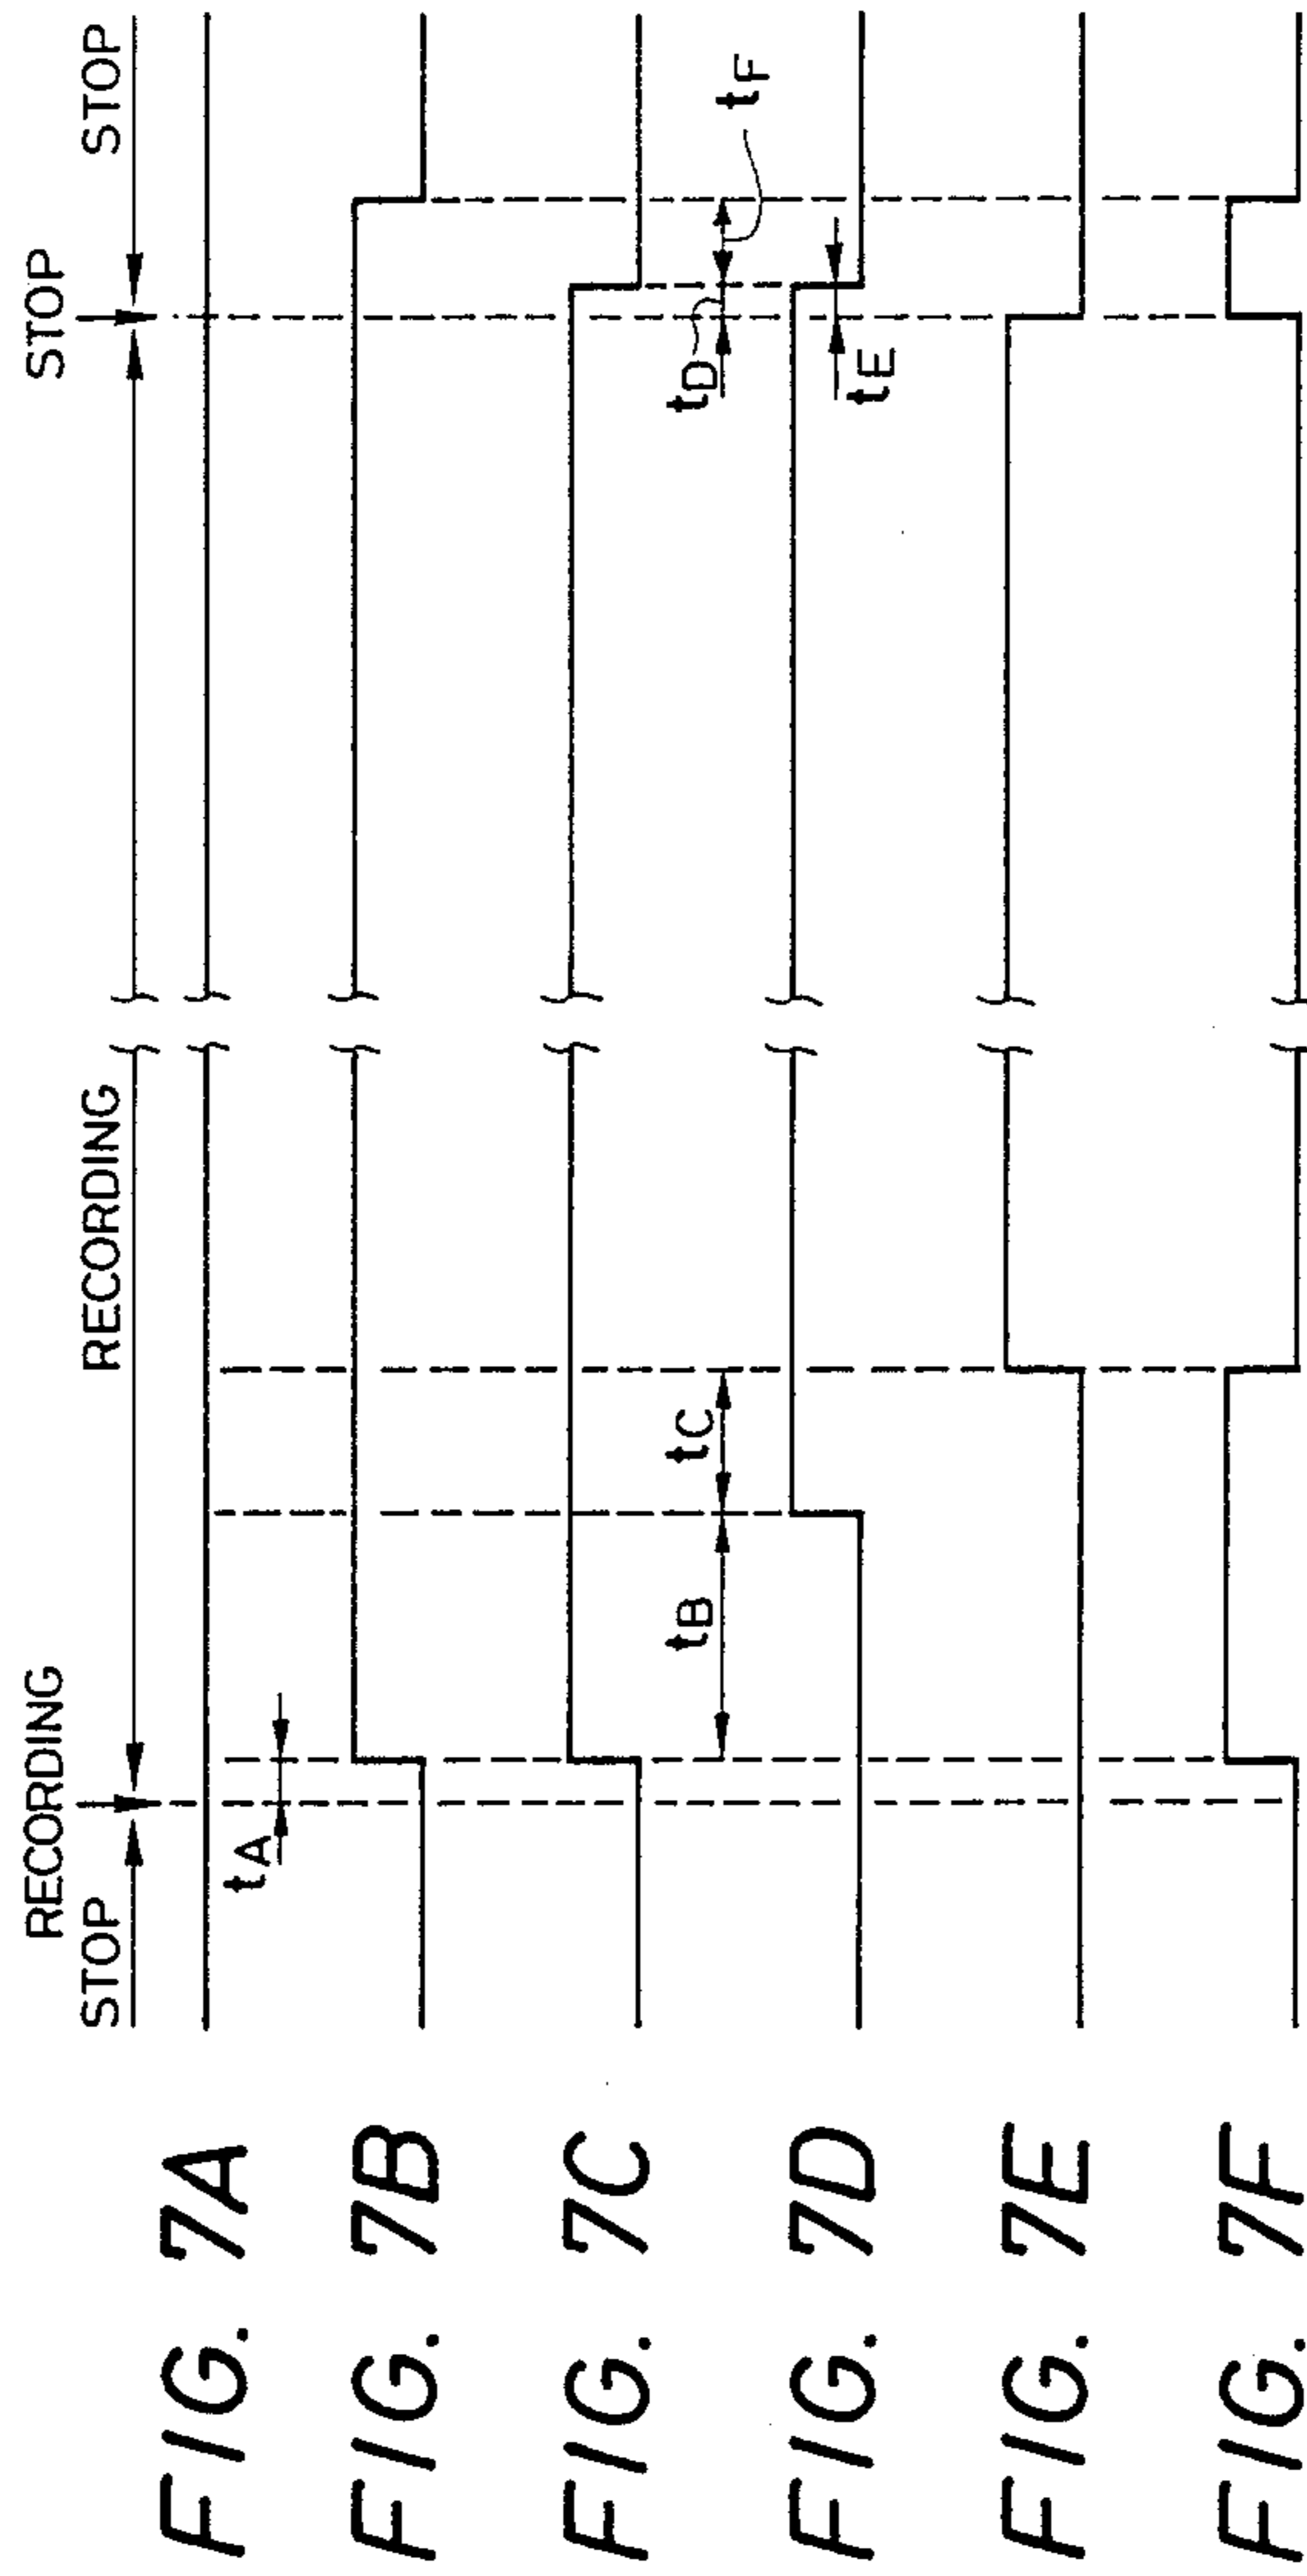 RECORDING
STOP
STOP
RECORDING
STOP
FIG. 7A
tA
FIG. 7B
FIG. 7C
tB
tC
tD
tF
FIG. 7D
tE
FIG. 7E
FIG. 7F